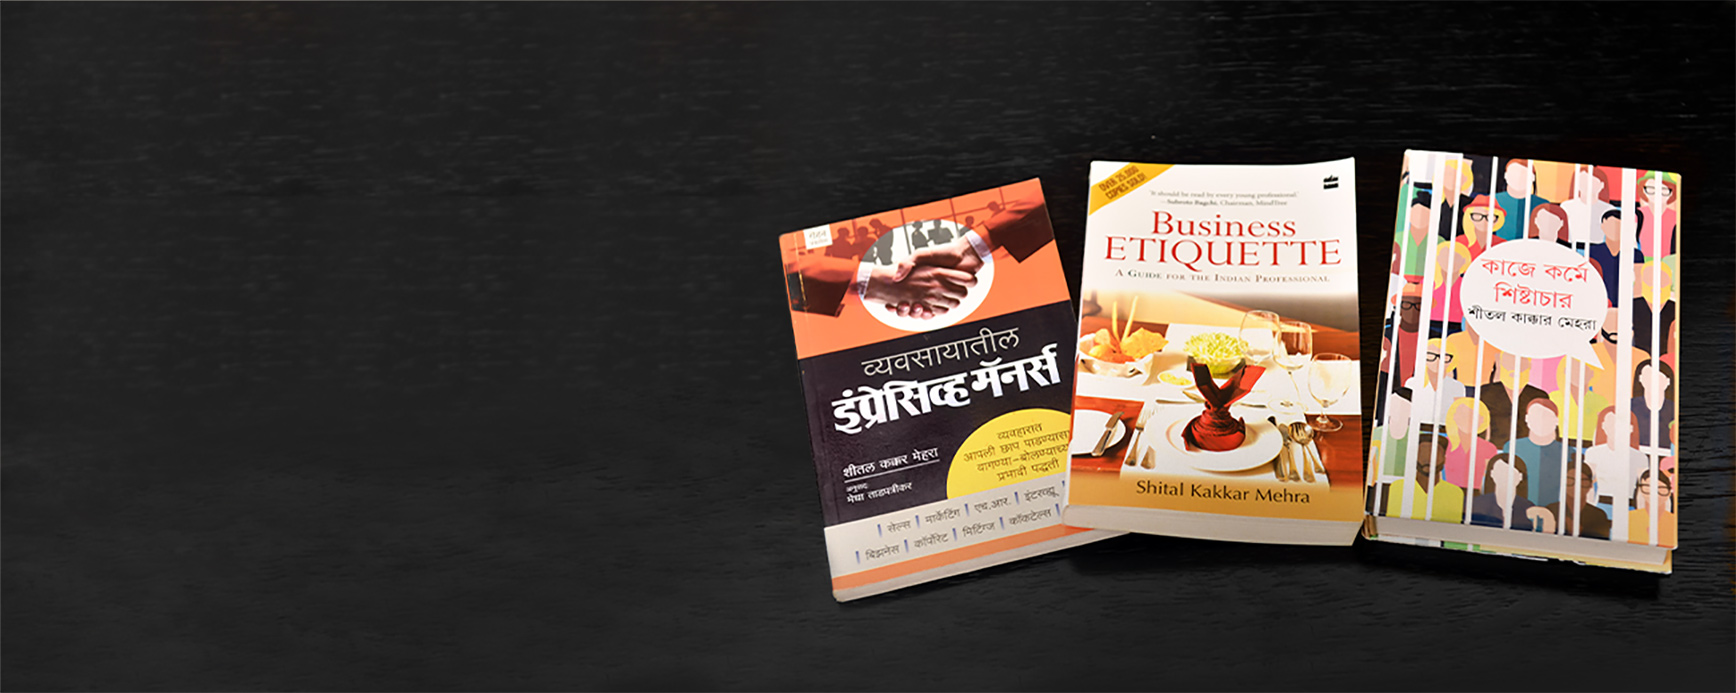 व्यवसायातील
इंप्रेसिव्ह मॅनर्स
व्यवहारात
आपली छाप पाडण्यासा
वागण्या-बोलण्याच्या
प्रभावी पद्धती
शीतल कक्कर मेहरा
अनुवाद:
मेधा ताडपत्रीकर
| सेल्स | मार्केटिंग | एच.आर. | इंटरव्ह्यू |
| बिझनेस | कॉर्पोरेट | मिटिंग्ज | कॉकटेल्स |
OVER 25,000
COPIES SOLD!
"It should be read by every young professional."
—Subroto Bagchi, Chairman, MindTree
Business
ETIQUETTE
A Guide for the Indian Professional
Shital Kakkar Mehra
কাজে কর্মে
শিষ্টাচার
শীতল কাক্কার মেহরা